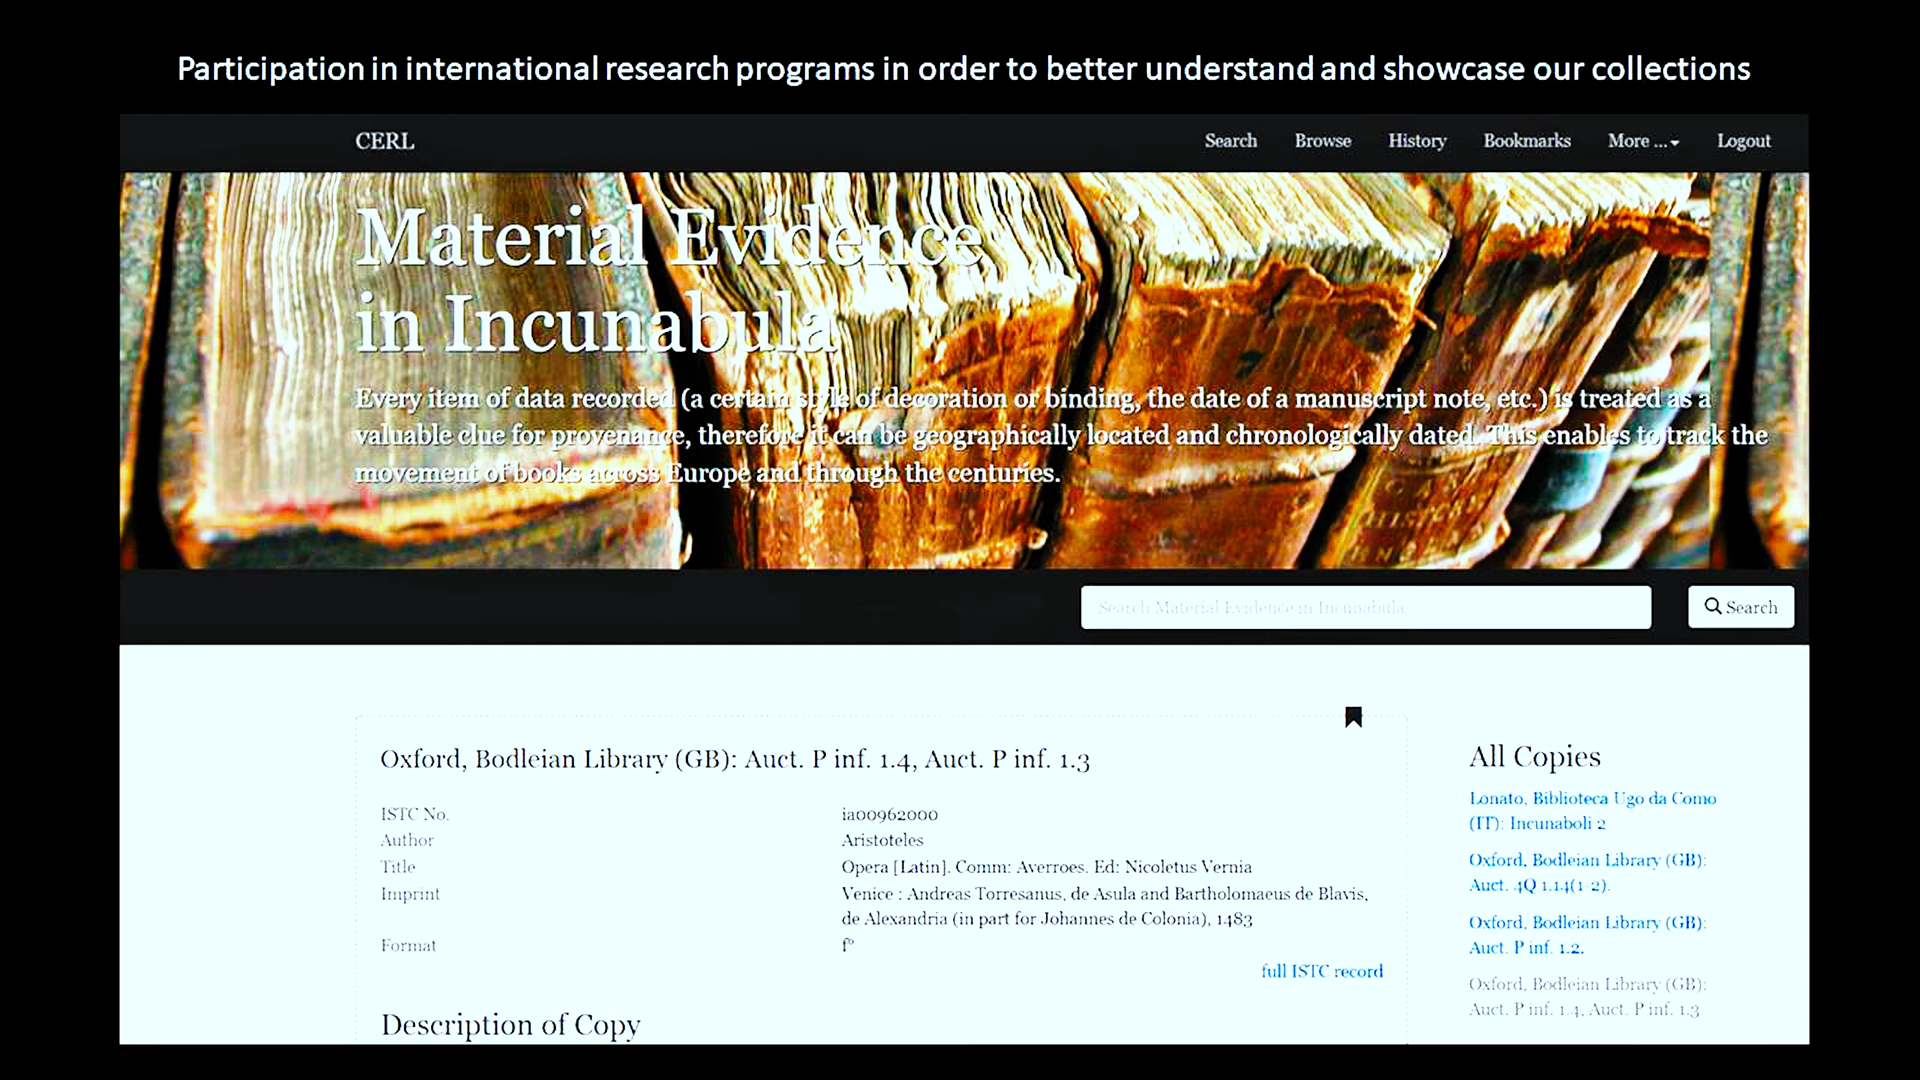 Participation in international research programs in order to better understand and showcase our collections
CERL
Search Browse History Bookmarks More ... Logout
Material Evidence
in Incunabula
Every item of data recorded (a certain style of decoration or binding, the date of a manuscript note, etc.) is treated as a
valuable clue for provenance, therefore it can be geographically located and chronologically dated. This enables to track the
movement of books across Europe and through the centuries.
Search Material Evidence in Incunabula
Search
Oxford, Bodleian Library (GB): Auct. P inf. 1.4, Auct. P inf. 1.3
ISTC No. ia00962000
Author Aristoteles
Title Opera [Latin]. Comm: Averroes. Ed: Nicoletus Vernia
Imprint Venice : Andreas Torresanus, de Asula and Bartholomaeus de Blavis,
de Alexandria (in part for Johannes de Colonia), 1483
Format f°
full ISTC record
Description of Copy
All Copies
Lonato, Biblioteca Ugo da Como
(IT): Incunaboli 2
Oxford, Bodleian Library (GB):
Auct. 4Q 1.14(1-2).
Oxford, Bodleian Library (GB):
Auct. P inf. 1.2.
Oxford, Bodleian Library (GB):
Auct. P inf. 1.4, Auct. P inf. 1.3